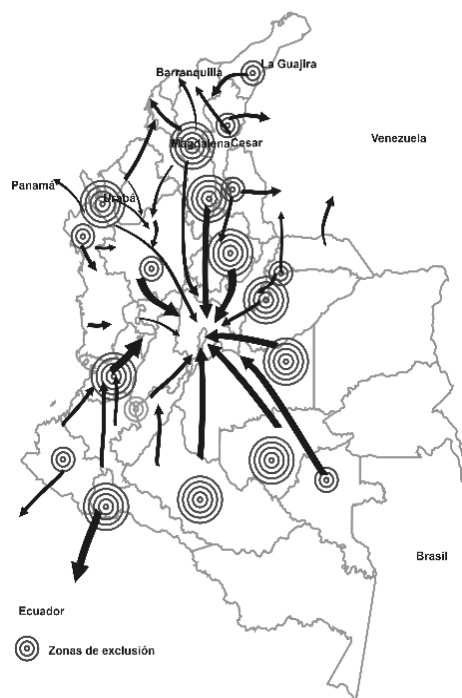 La Guajira
Barranquilla
Venezuela
Magdalena Cesar
Panamá
Urabá
Brasil
Ecuador
Zonas de exclusión